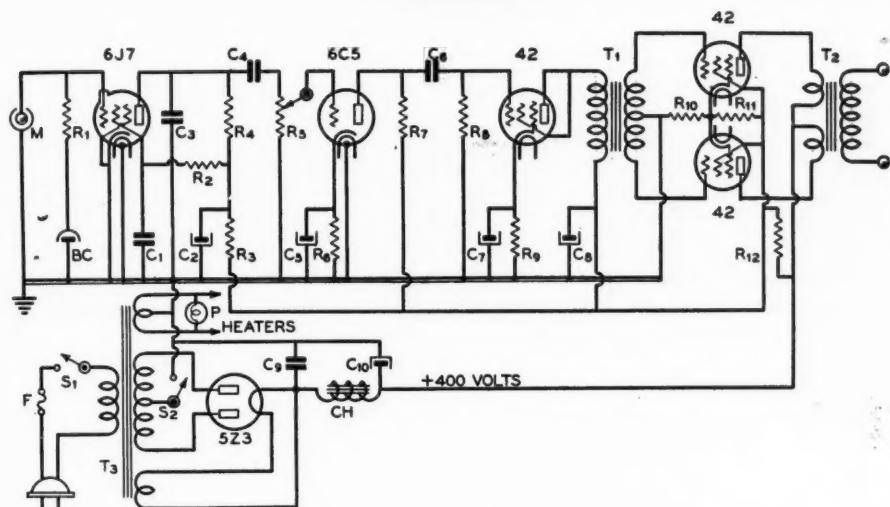 6J7 C4 6C5 C6 42 T1 42 T2
M R1 C3 R4 R5 R7 R8 R10 R11
R2
42
BC C1 C2 R3 C5 R6 C7 R9 C8 R12
P
HEATERS
S1 C9 C10 +400 VOLTS
F S2 CH
5Z3
T3